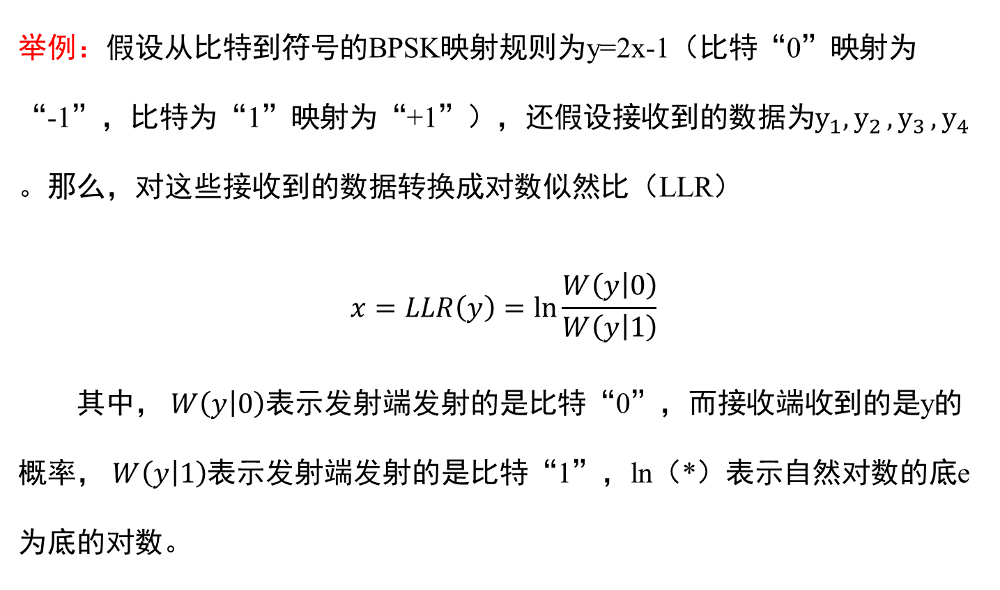 举例：假设从比特到符号的BPSK映射规则为y=2x-1（比特“0”映射为
“-1”，比特为“1”映射为“+1”），还假设接收到的数据为y₁,y₂,y₃,y₄
。那么，对这些接收到的数据转换成对数似然比（LLR）
x = LLR(y) = ln W(y|0)/W(y|1)
其中， W(y|0)表示发射端发射的是比特“0”，而接收端收到的是y的
概率， W(y|1)表示发射端发射的是比特“1”，ln（*）表示自然对数的底e
为底的对数。